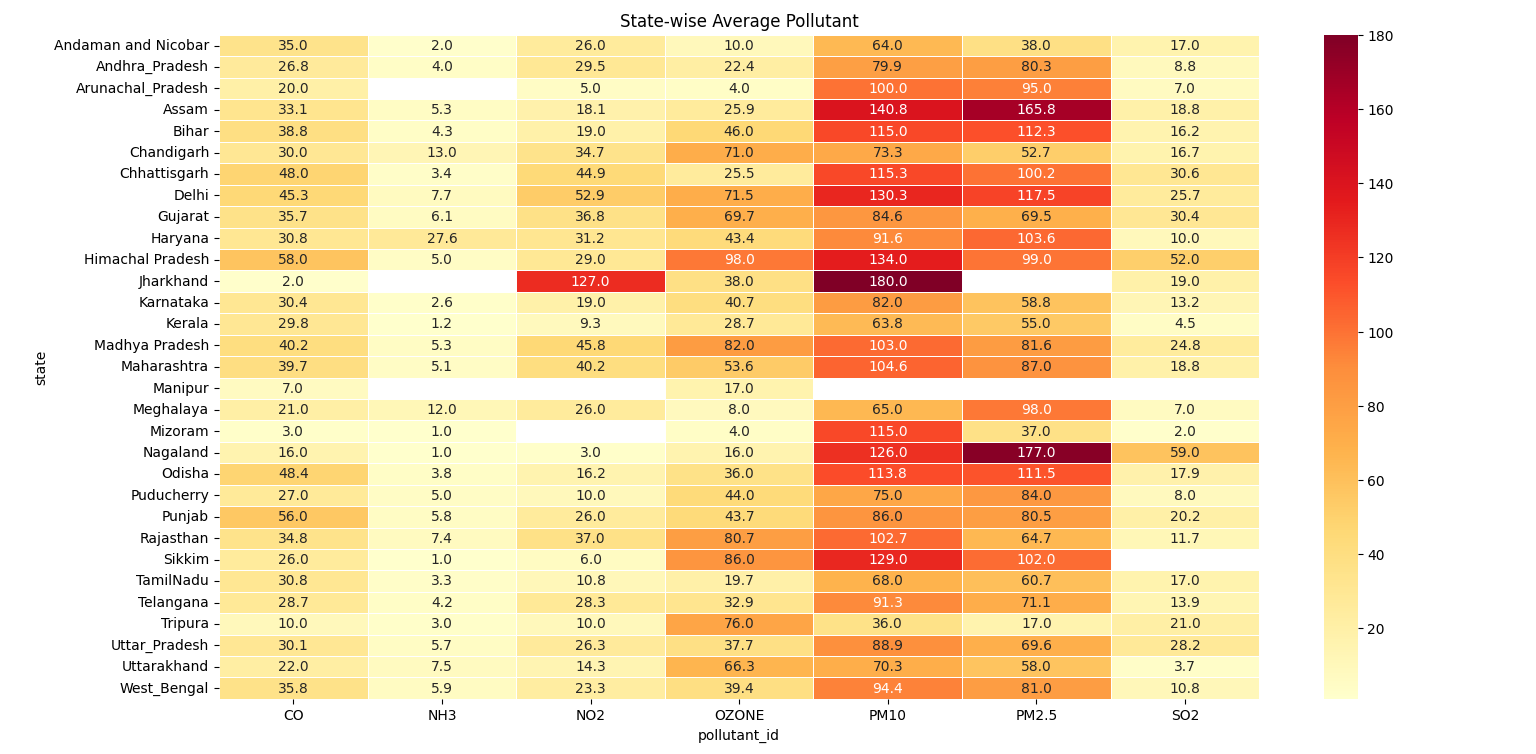 State-wise Average Pollutant
Andaman and Nicobar 35.0 2.0 26.0 10.0 64.0 38.0 17.0 180
Andhra_Pradesh 26.8 4.0 29.5 22.4 79.9 80.3 8.8
Arunachal_Pradesh 20.0 5.0 4.0 100.0 95.0 7.0
Assam 33.1 5.3 18.1 25.9 140.8 165.8 18.8 160
Bihar 38.8 4.3 19.0 46.0 115.0 112.3 16.2
Chandigarh 30.0 13.0 34.7 71.0 73.3 52.7 16.7
Chhattisgarh 48.0 3.4 44.9 25.5 115.3 100.2 30.6
Delhi 45.3 7.7 52.9 71.5 130.3 117.5 25.7 140
Gujarat 35.7 6.1 36.8 69.7 84.6 69.5 30.4
Haryana 30.8 27.6 31.2 43.4 91.6 103.6 10.0
Himachal Pradesh 58.0 5.0 29.0 98.0 134.0 99.0 52.0 120
Jharkhand 2.0 127.0 38.0 180.0 19.0
Karnataka 30.4 2.6 19.0 40.7 82.0 58.8 13.2
Kerala 29.8 1.2 9.3 28.7 63.8 55.0 4.5 100
Madhya Pradesh 40.2 5.3 45.8 82.0 103.0 81.6 24.8
Maharashtra 39.7 5.1 40.2 53.6 104.6 87.0 18.8
state
Manipur 7.0 17.0
Meghalaya 21.0 12.0 26.0 8.0 65.0 98.0 7.0 80
Mizoram 3.0 1.0 4.0 115.0 37.0 2.0
Nagaland 16.0 1.0 3.0 16.0 126.0 177.0 59.0
Odisha 48.4 3.8 16.2 36.0 113.8 111.5 17.9 60
Puducherry 27.0 5.0 10.0 44.0 75.0 84.0 8.0
Punjab 56.0 5.8 26.0 43.7 86.0 80.5 20.2
Rajasthan 34.8 7.4 37.0 80.7 102.7 64.7 11.7
Sikkim 26.0 1.0 6.0 86.0 129.0 102.0 40
TamilNadu 30.8 3.3 10.8 19.7 68.0 60.7 17.0
Telangana 28.7 4.2 28.3 32.9 91.3 71.1 13.9
Tripura 10.0 3.0 10.0 76.0 36.0 17.0 21.0 20
Uttar_Pradesh 30.1 5.7 26.3 37.7 88.9 69.6 28.2
Uttarakhand 22.0 7.5 14.3 66.3 70.3 58.0 3.7
West_Bengal 35.8 5.9 23.3 39.4 94.4 81.0 10.8
CO NH3 NO2 OZONE PM10 PM2.5 SO2
pollutant_id